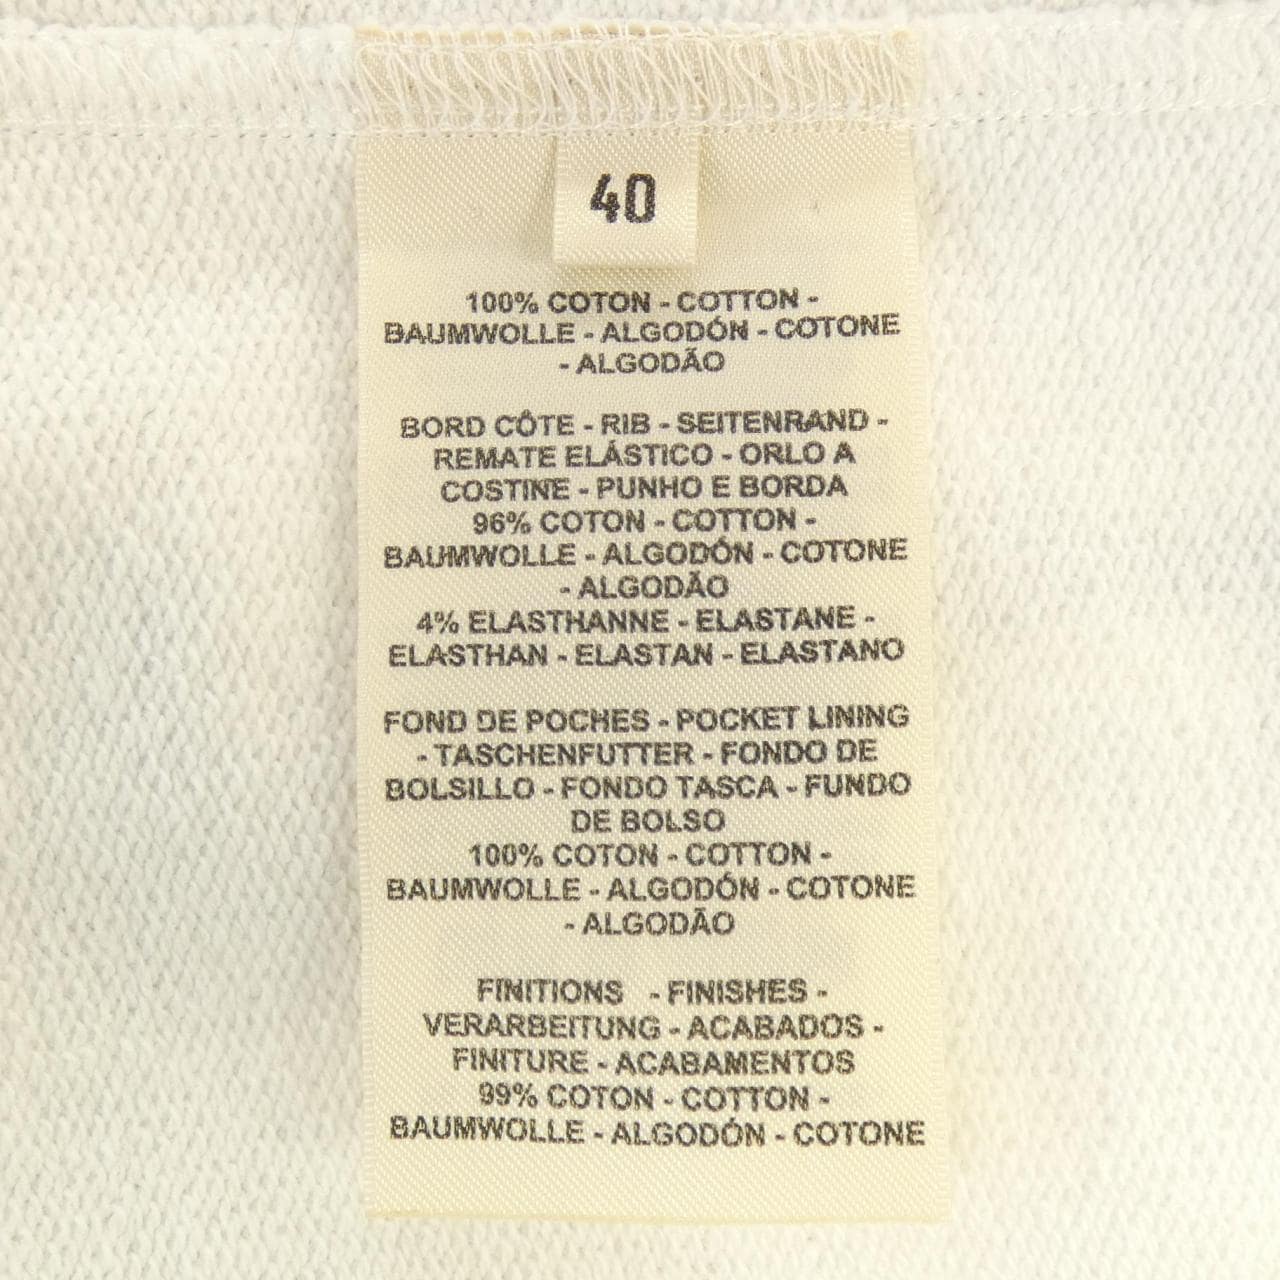 40
100% COTON - COTTON -
BAUMWOLLE - ALGODÓN - COTONE
- ALGODÃO
BORD CÔTE - RIB - SEITENRAND -
REMATE ELÁSTICO - ORLO A
COSTINE - PUNHO E BORDA
96% COTON - COTTON -
BAUMWOLLE - ALGODÓN - COTONE
- ALGODÃO
4% ELASTHANNE - ELASTANE -
ELASTHAN - ELASTAN - ELASTANO
FOND DE POCHES - POCKET LINING
- TASCHENFUTTER - FONDO DE
BOLSILLO - FONDO TASCA - FUNDO
DE BOLSO
100% COTON - COTTON -
BAUMWOLLE - ALGODÓN - COTONE
- ALGODÃO
FINITIONS - FINISHES -
VERARBEITUNG - ACABADOS -
FINITURE - ACABAMENTOS
99% COTON - COTTON -
BAUMWOLLE - ALGODÓN - COTONE